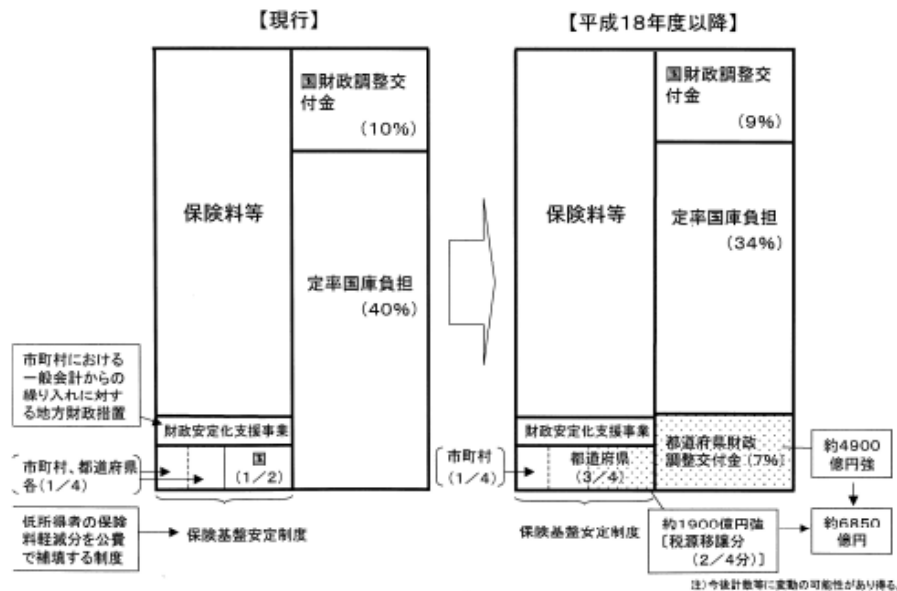 【現行】
国財政調整交
付金
(10%)
保険料等
定率国庫負担
(40%)
市町村における
一般会計からの
繰り入れに対す
る地方財政措置
財政安定化支援事業
市町村、都道府県
各(1/4)
国
(1/2)
低所得者の保険
料軽減分を公費
で補填する制度
保険基盤安定制度
【平成18年度以降】
国財政調整交
付金
(9%)
保険料等
定率国庫負担
(34%)
財政安定化支援事業
都道府県財政
調整交付金(7%)
約4900
億円強
市町村
(1/4)
都道府県
(3/4)
保険基盤安定制度
約1900億円強
[税源移譲分
(2/4分)]
約6850
億円
注)今後計数等に変動の可能性があり得る。